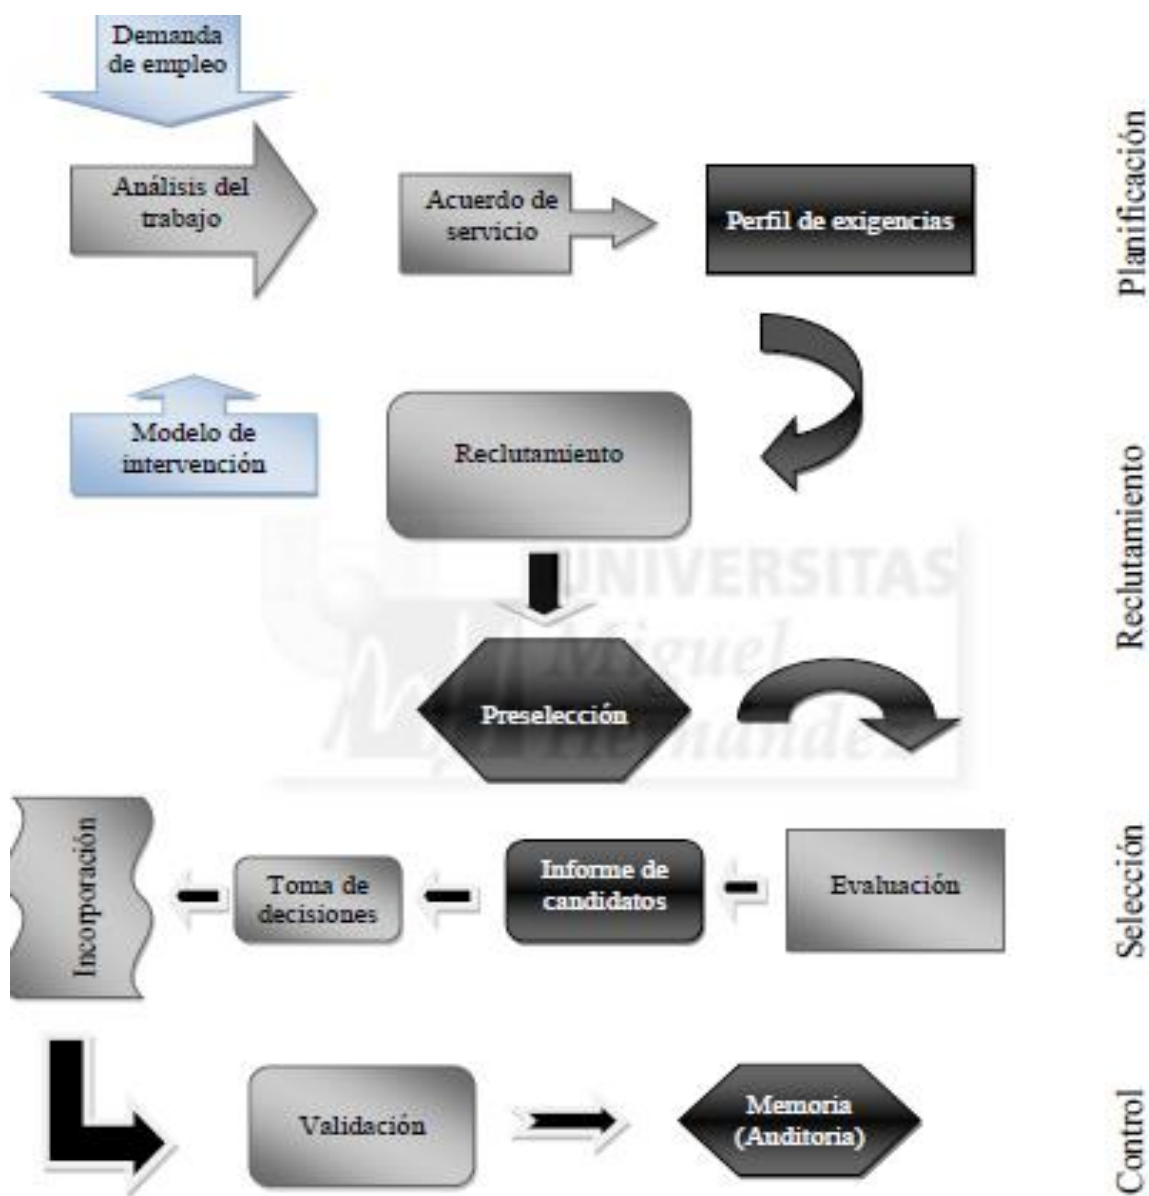 Demanda
de empleo
Análisis del
trabajo
Acuerdo de
servicio
Perfil de exigencias
Planificación
Modelo de
intervención
Reclutamiento
Reclutamiento
UNIVERSITAS
Miguel
Hernández
Preselección
Incorporación
Toma de
decisiones
Informe de
candidatos
Evaluación
Selección
Validación
Memoria
(Auditoria)
Control